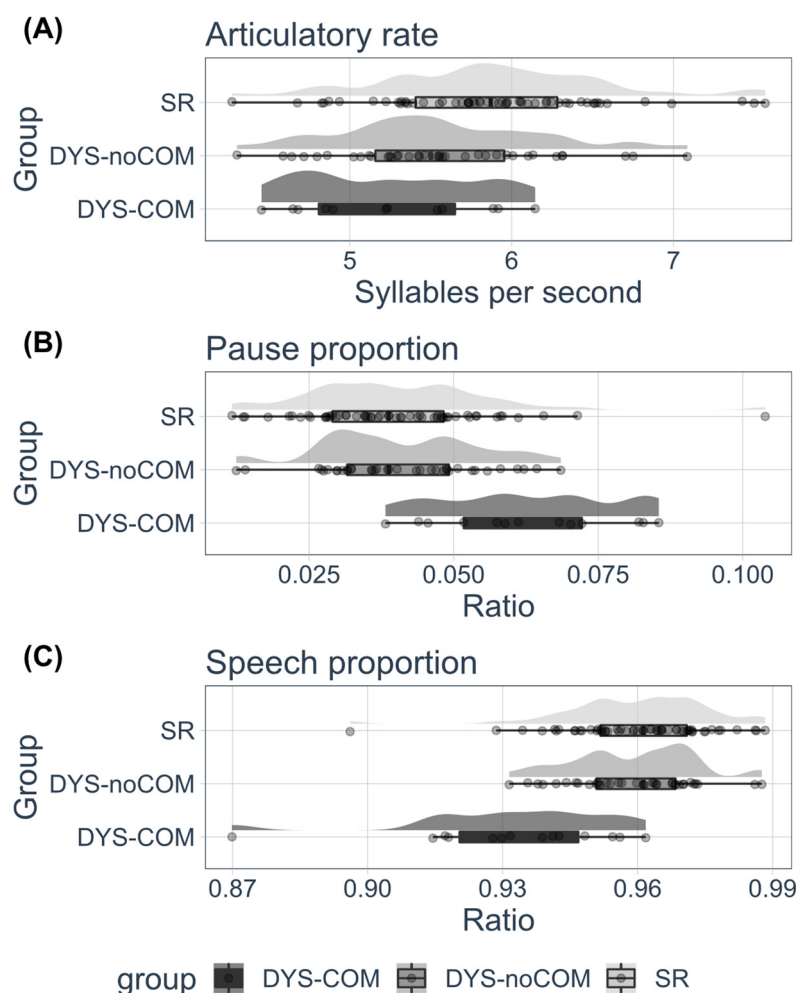 (A)
Articulatory rate
Group
SR
DYS-noCOM
DYS-COM
5 6 7
Syllables per second
(B)
Pause proportion
Group
SR
DYS-noCOM
DYS-COM
0.025 0.050 0.075 0.100
Ratio
(C)
Speech proportion
Group
SR
DYS-noCOM
DYS-COM
0.87 0.90 0.93 0.96 0.99
Ratio
group DYS-COM DYS-noCOM SR